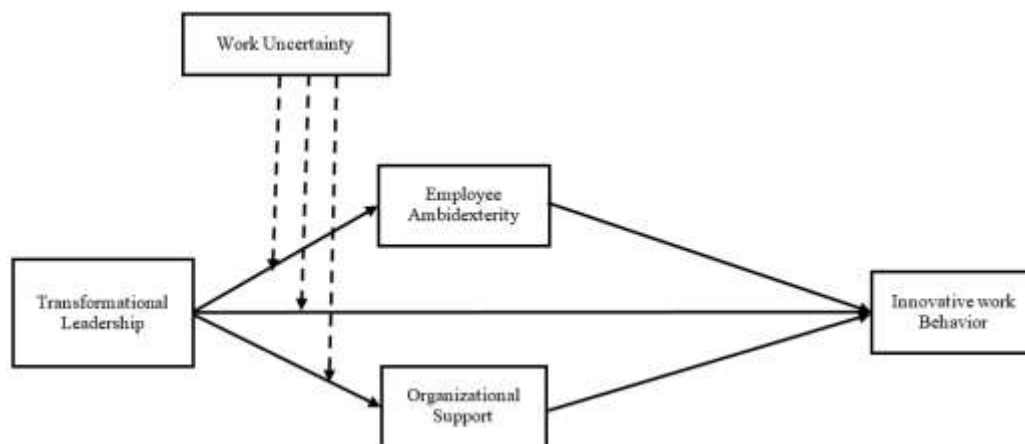 Work Uncertainty
Employee
Ambidexterity
Transformational
Leadership
Innovative work
Behavior
Organizational
Support